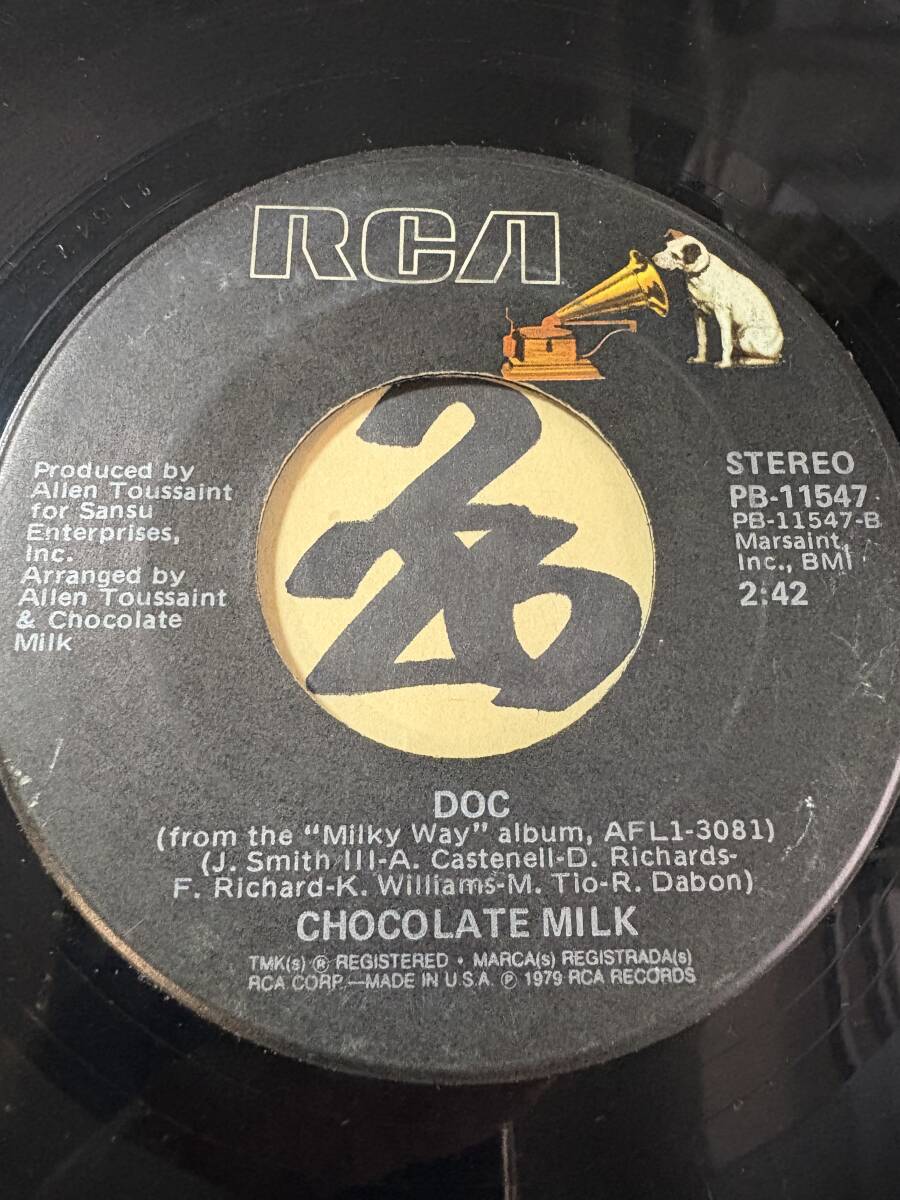 RCA
Produced by
Allen Toussaint
for Sansu
Enterprises,
Inc.
Arranged by
Allen Toussaint
& Chocolate
Milk
STEREO
PB-11547
PB-11547-B
Marsaint,
Inc., BMI
2:42
DOC
(from the "Milky Way" album, AFL1-3081)
(J. Smith III-A. Castenell-D. Richards-
F. Richard-K. Williams-M. Tio-R. Dabon)
CHOCOLATE MILK
TMK(s) ® REGISTERED • MARCA(s) REGISTRADA(s)
RCA CORP.—MADE IN U.S.A. ℗ 1979 RCA RECORDS